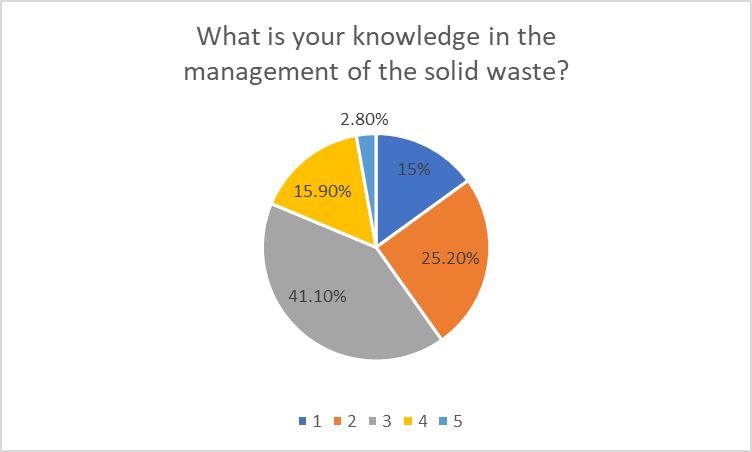 What is your knowledge in the
management of the solid waste?
2.80%
15%
15.90%
25.20%
41.10%
1 2 3 4 5